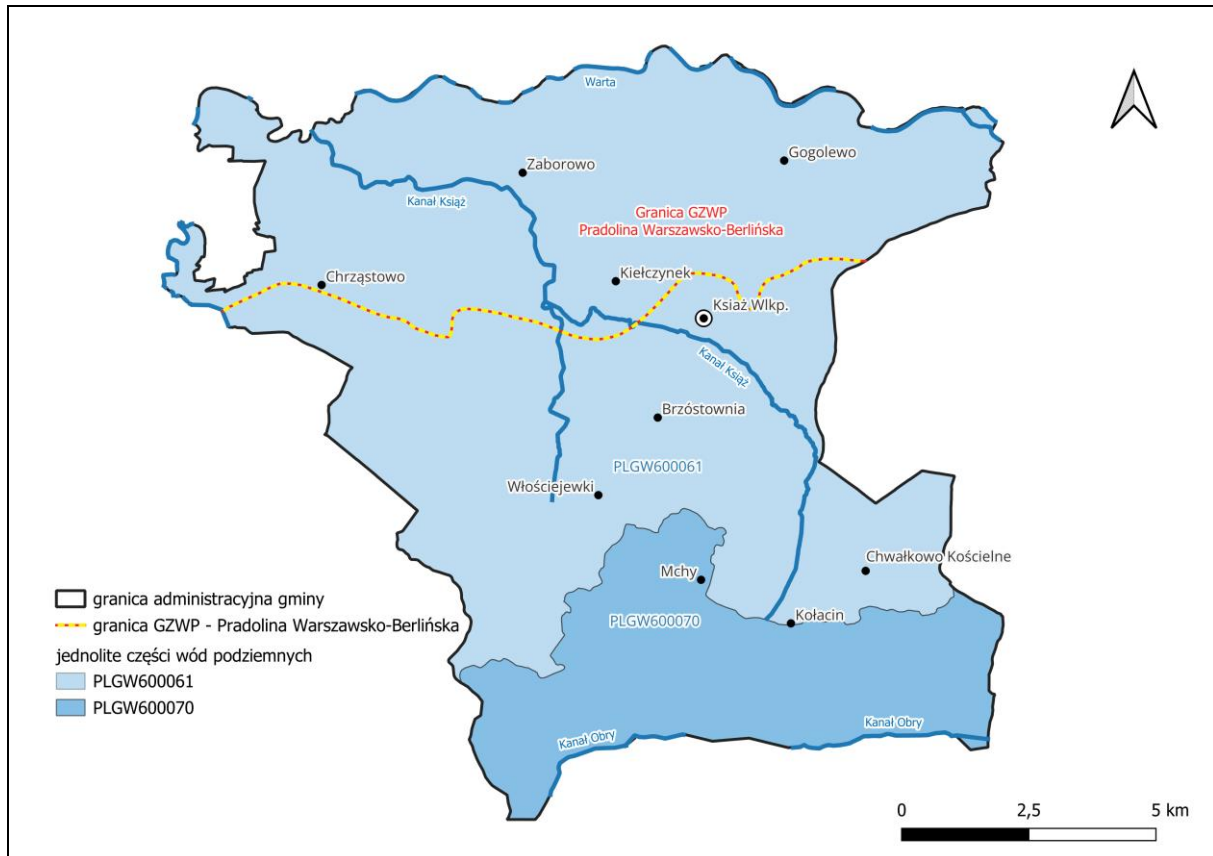 Warta
Gogolewo
Zaborowo
Kanał Książ
Granica GZWP
Pradolina Warszawsko-Berlińska
Kiełczynek
Chrząstowo
Ksiaż Wlkp.
Kanał Książ
Brzóstownia
PLGW600061
Włościejewki
Chwałkowo Kościelne
Mchy
Kołacin
PLGW600070
granica administracyjna gminy
granica GZWP - Pradolina Warszawsko-Berlińska
jednolite części wód podziemnych
PLGW600061
PLGW600070
Kanał Obry
Kanał Obry
0 2,5 5 km